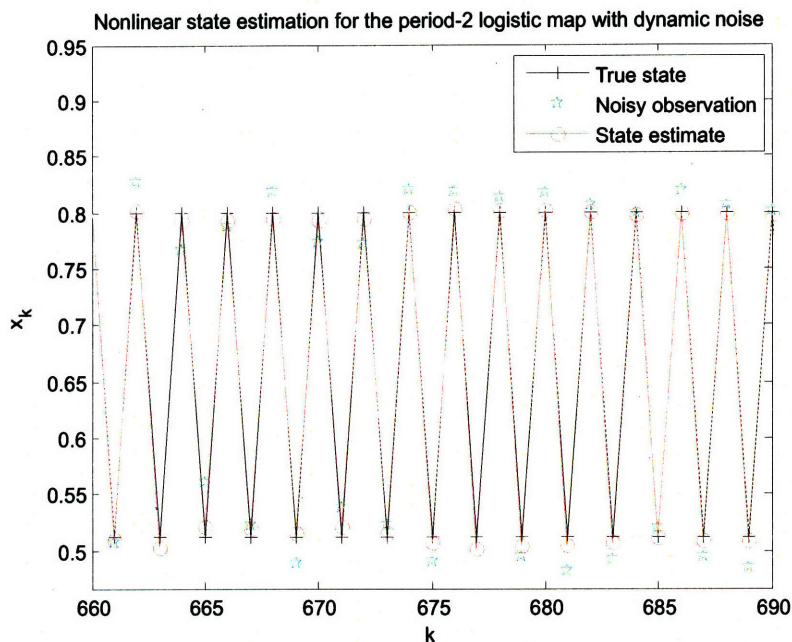 Nonlinear state estimation for the period-2 logistic map with dynamic noise
0.95
0.9
0.85
0.8
0.75
0.7
0.65
0.6
0.55
0.5
x_k
True state
Noisy observation
State estimate
660 665 670 675 680 685 690
k